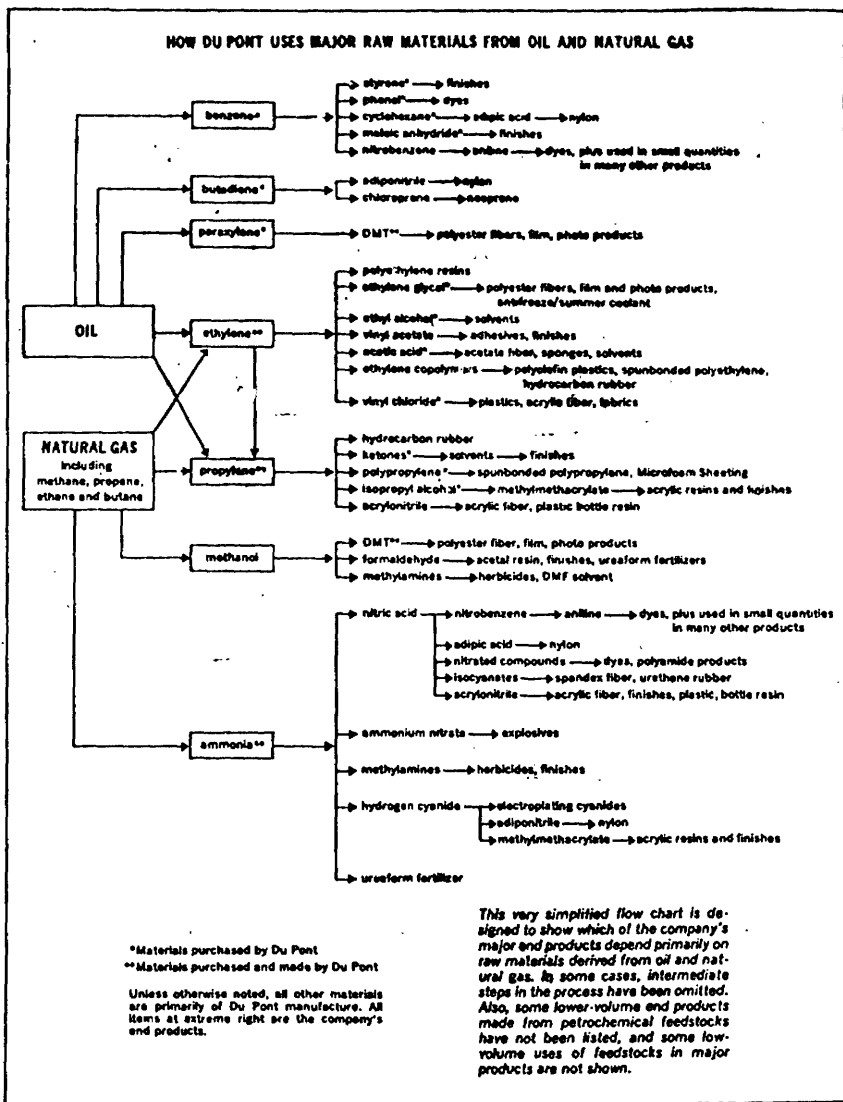 HOW DU PONT USES MAJOR RAW MATERIALS FROM OIL AND NATURAL GAS
benzene*
styrene* finishes
phenol* dyes
cyclohexane* adipic acid nylon
maleic anhydride* finishes
nitrobenzene aniline dyes, plus used in small quantities
in many other products
butadiene*
adiponitrile nylon
chloroprene neoprene
paraxylene*
DMT** polyester fibers, film, photo products
OIL
ethylene**
polyethylene resins
ethylene glycol* polyester fibers, film and photo products,
antifreeze/summer coolant
ethyl alcohol* solvents
vinyl acetate adhesives, finishes
acetic acid* acetate fiber, sponges, solvents
ethylene copolymers polyolefin plastics, spunbonded polyethylene,
hydrocarbon rubber
vinyl chloride* plastics, acrylic fiber, fabrics
NATURAL GAS
Including
methane, propane,
ethane and butane
propylene**
hydrocarbon rubber
ketones* solvents finishes
polypropylene* spunbonded polypropylene, Microfoam Sheeting
isopropyl alcohol* methylmethacrylate acrylic resins and finishes
acrylonitrile acrylic fiber, plastic bottle resin
methanol
DMT** polyester fiber, film, photo products
formaldehyde acetal resin, finishes, ureaform fertilizers
methylamines herbicides, DMF solvent
ammonia**
nitric acid nitrobenzene aniline dyes, plus used in small quantities
in many other products
adipic acid nylon
nitrated compounds dyes, polyamide products
isocyanates spandex fiber, urethane rubber
acrylonitrile acrylic fiber, finishes, plastic, bottle resin
ammonium nitrate explosives
methylamines herbicides, finishes
hydrogen cyanide electroplating cyanides
adiponitrile nylon
methylmethacrylate acrylic resins and finishes
ureaform fertilizer
*Materials purchased by Du Pont
**Materials purchased and made by Du Pont
Unless otherwise noted, all other materials
are primarily of Du Pont manufacture. All
items at extreme right are the company's
end products.
This very simplified flow chart is de-
signed to show which of the company's
major end products depend primarily on
raw materials derived from oil and nat-
ural gas. In some cases, intermediate
steps in the process have been omitted.
Also, some lower-volume end products
made from petrochemical feedstocks
have not been listed, and some low-
volume uses of feedstocks in major
products are not shown.